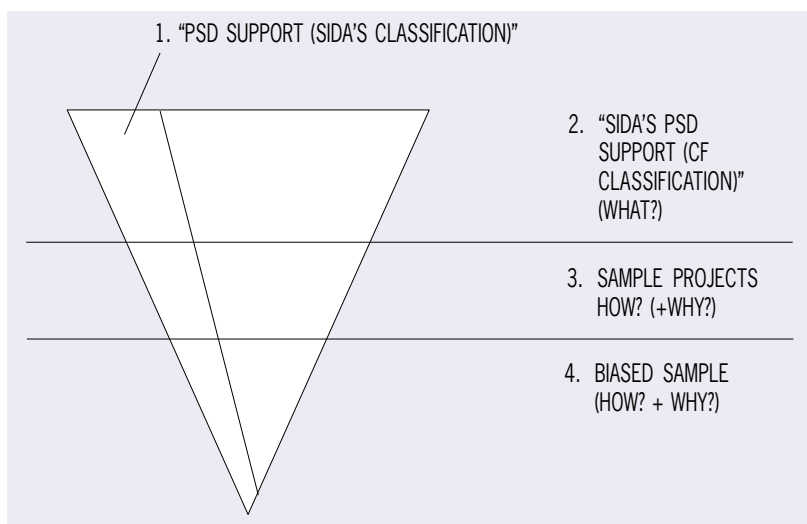 1. “PSD SUPPORT (SIDA’S CLASSIFICATION)”
2. “SIDA’S PSD
SUPPORT (CF
CLASSIFICATION)”
(WHAT?)
3. SAMPLE PROJECTS
HOW? (+WHY?)
4. BIASED SAMPLE
(HOW? + WHY?)